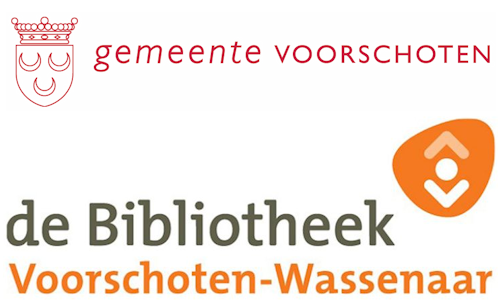 gemeente VOORSCHOTEN
de Bibliotheek
Voorschoten-Wassenaar